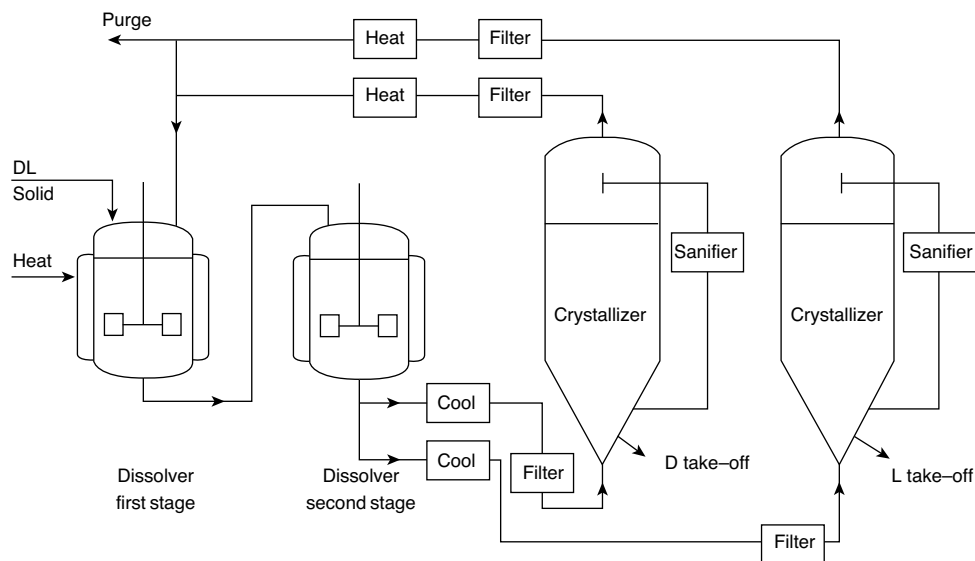 Purge
Heat
Filter
Heat
Filter
DL
Solid
Heat
Sanifier
Sanifier
Crystallizer
Crystallizer
Cool
Cool
Filter
D take–off
L take–off
Dissolver
first stage
Dissolver
second stage
Filter